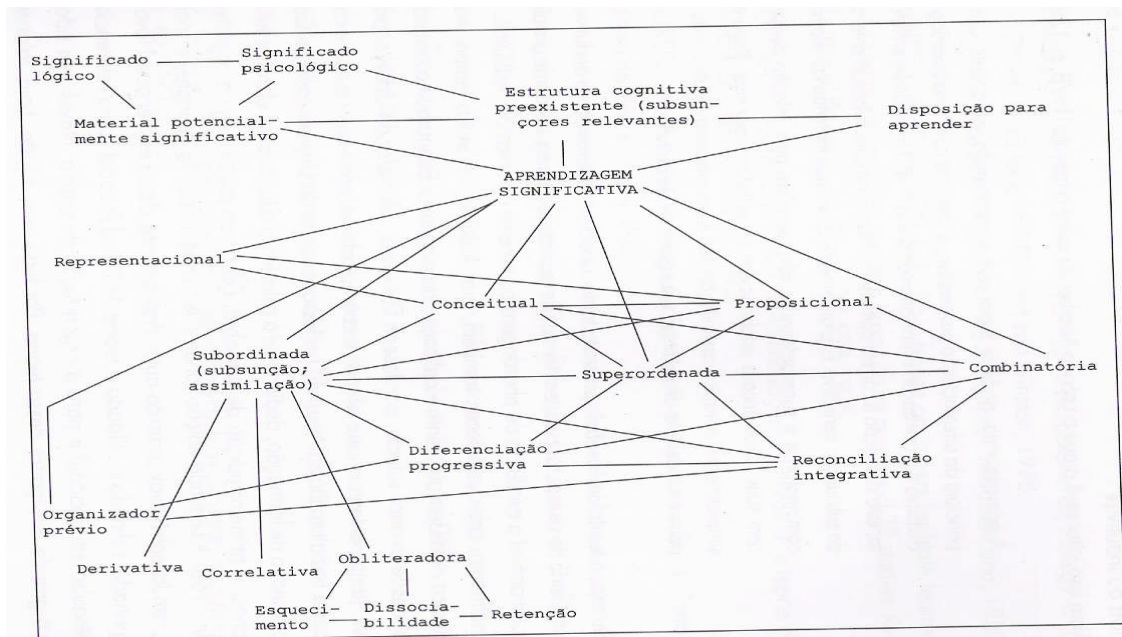 Significado
lógico
Significado
psicológico
Estrutura cognitiva
preexistente (subsun-
çores relevantes)
Disposição para
aprender
Material potencial-
mente significativo
APRENDIZAGEM
SIGNIFICATIVA
Representacional
Conceitual
Proposicional
Subordinada
(subsunção;
assimilação)
Superordenada
Combinatória
Diferenciação
progressiva
Reconciliação
integrativa
Organizador
prévio
Derivativa
Correlativa
Obliteradora
Esqueci-
mento
Dissocia-
bilidade
Retenção